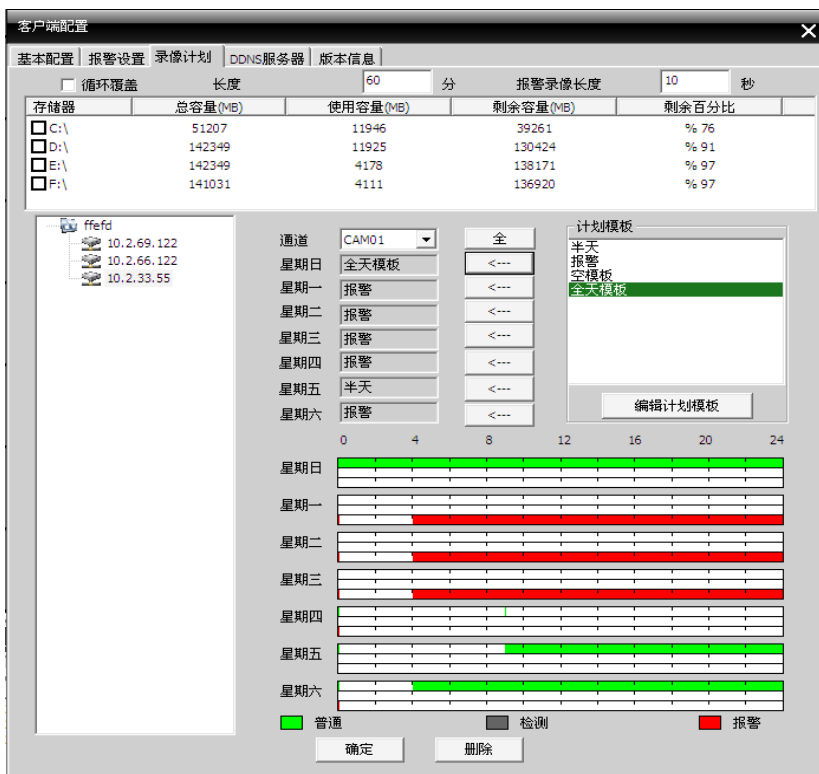 客户端配置
基本配置 报警设置 录像计划 DDNS服务器 版本信息
循环覆盖 长度 60 分 报警录像长度 10 秒
存储器 总容量(MB) 使用容量(MB) 剩余容量(MB) 剩余百分比
C:\ 51207 11946 39261 % 76
D:\ 142349 11925 130424 % 91
E:\ 142349 4178 138171 % 97
F:\ 141031 4111 136920 % 97
ffefd
10.2.69.122
10.2.66.122
10.2.33.55
通道 CAM01 全
星期日 全天模板 <---
星期一 报警 <---
星期二 报警 <---
星期三 报警 <---
星期四 报警 <---
星期五 半天 <---
星期六 报警 <---
计划模板
半天
报警
空模板
全天模板
编辑计划模板
0 4 8 12 16 20 24
星期日
星期一
星期二
星期三
星期四
星期五
星期六
普通 检测 报警
确定 删除